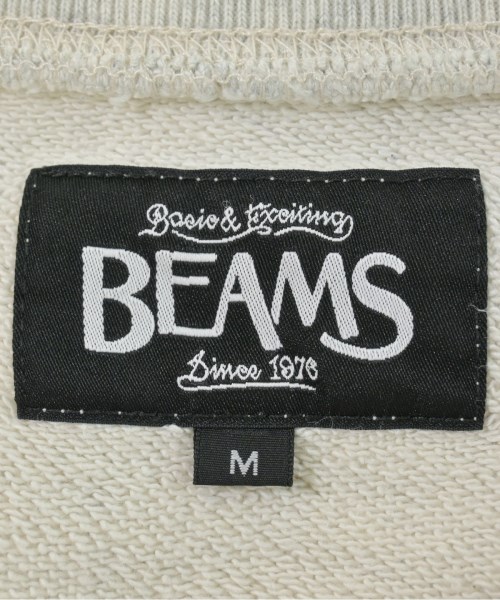 Basic & Exciting
BEAMS
Since 1976
M